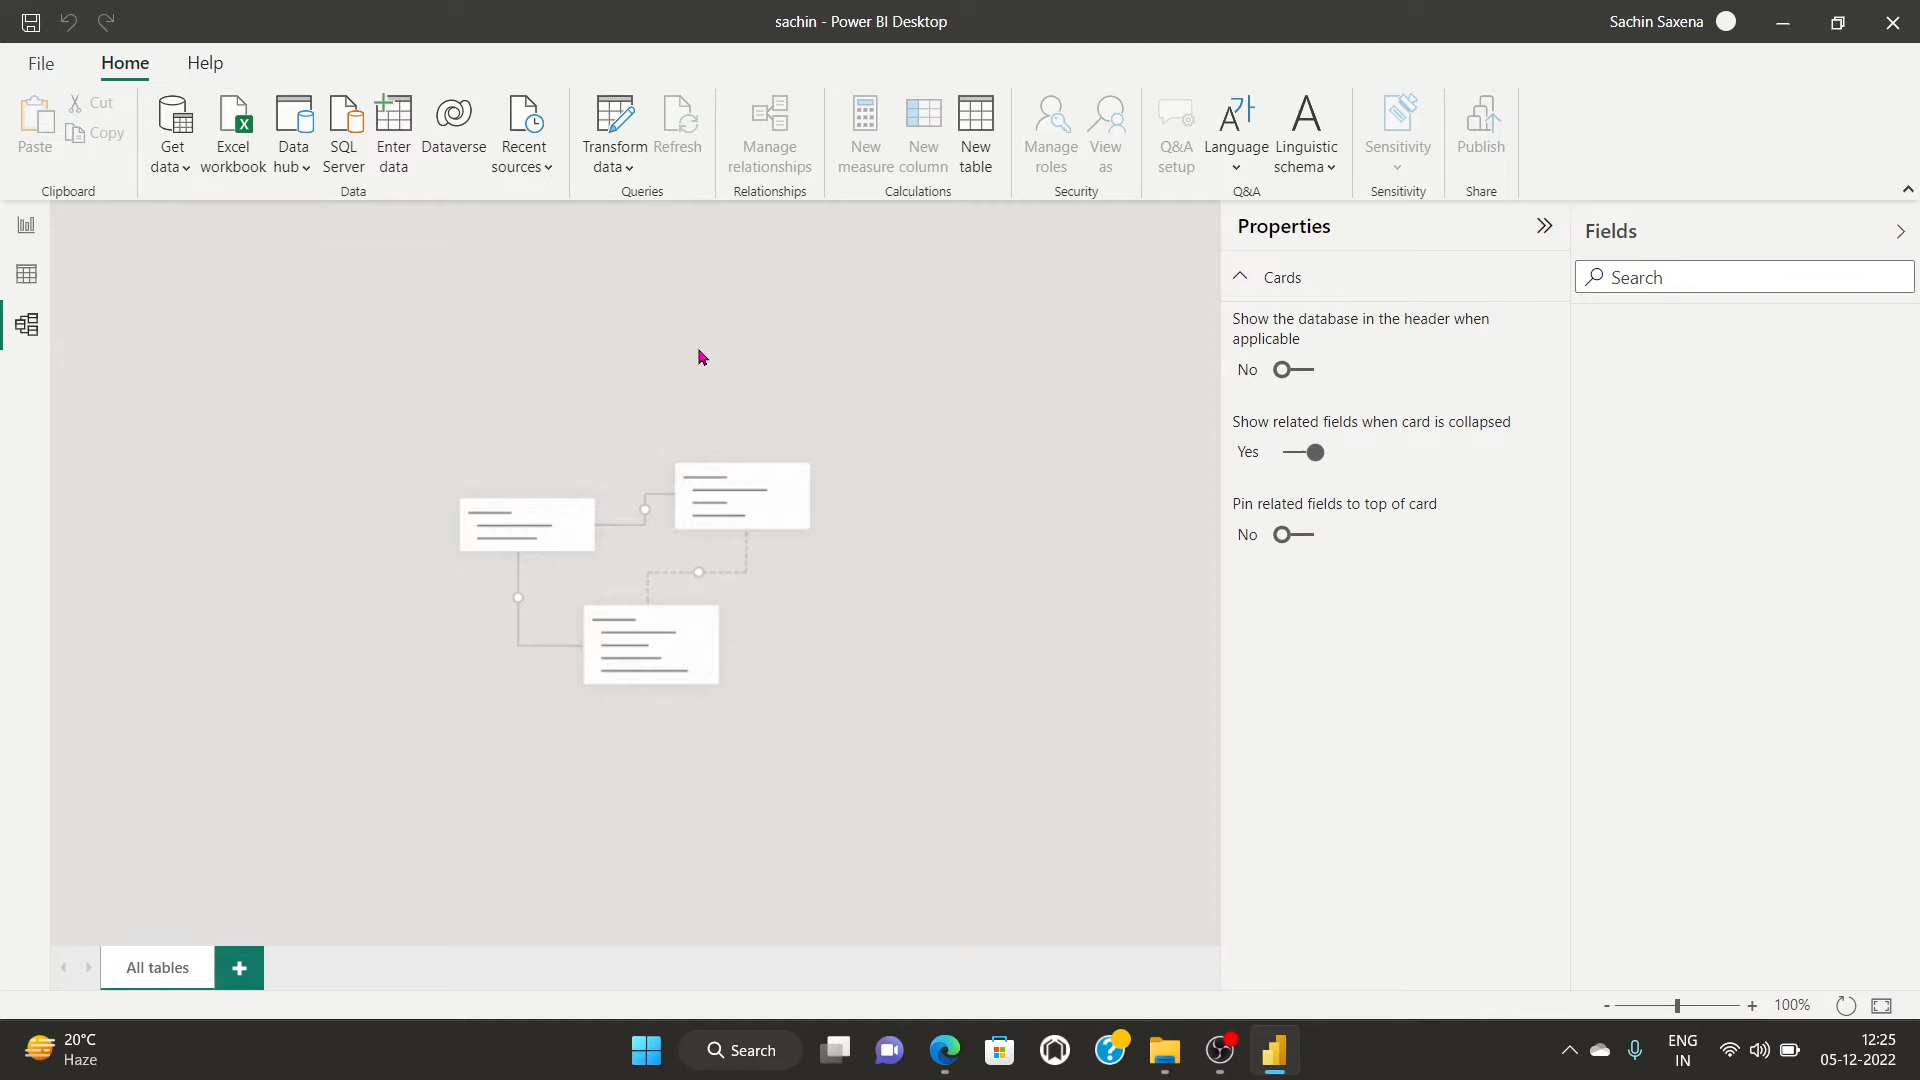 sachin - Power BI Desktop
Sachin Saxena
File
Home
Help
Paste
Cut
Copy
Clipboard
Get data
Excel workbook
Data hub
SQL Server
Enter data
Dataverse
Recent sources
Data
Transform data
Refresh
Queries
Manage relationships
Relationships
New measure
New column
New table
Calculations
Manage roles
View as
Security
Q&A setup
Language
Linguistic schema
Q&A
Sensitivity
Sensitivity
Publish
Share
Properties
Cards
Show the database in the header when
applicable
No
Show related fields when card is collapsed
Yes
Pin related fields to top of card
No
Fields
Search
All tables
- + 100%
20°C
Haze
Search
ENG
IN
12:25
05-12-2022